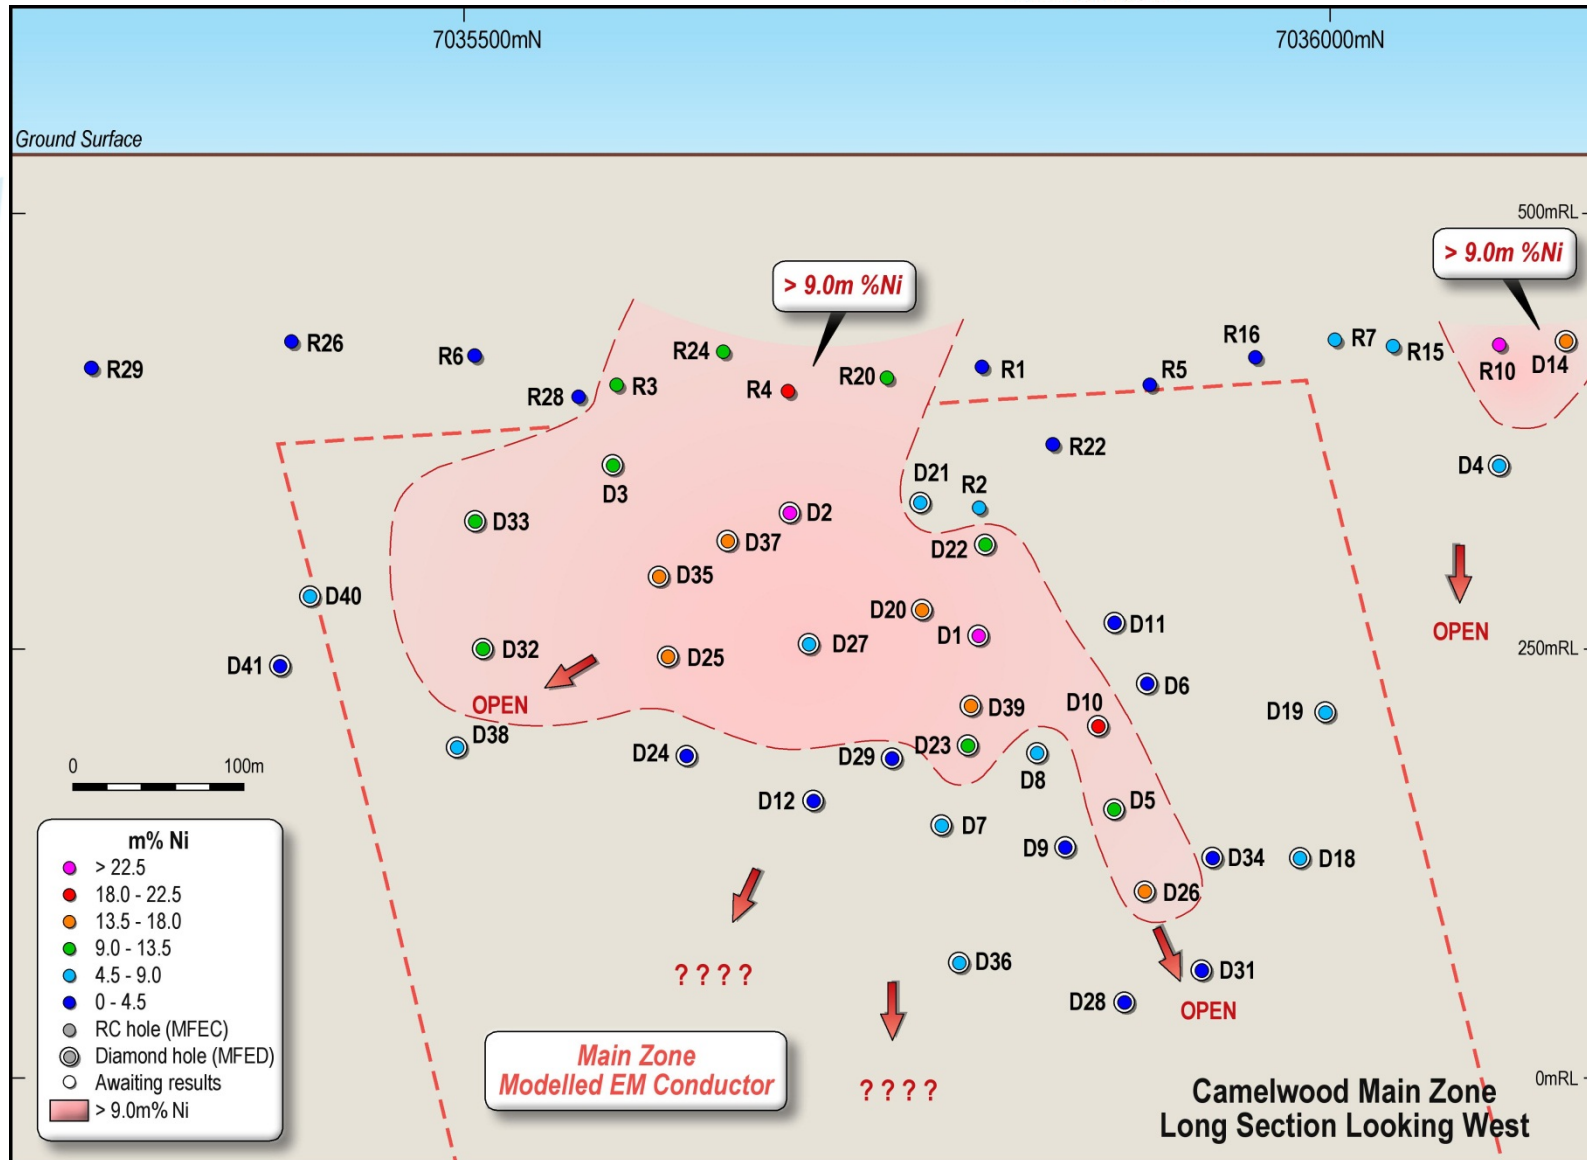 7035500mN
7036000mN
Ground Surface
500mRL
> 9.0m %Ni
> 9.0m %Ni
R29
R26
R6
R28
R3
R24
R4
R20
R1
R5
R16
R7
R15
R10
D14
R22
D4
D3
D33
D2
D37
D35
D21
R2
D22
D40
D20
D1
D11
OPEN
D41
D32
D25
D27
250mRL
D6
OPEN
D39
D10
D19
D38
D24
D29
D23
D8
0
100m
D12
D7
D5
D9
D34
D18
D26
D36
D31
D28
OPEN
? ? ? ?
? ? ? ?
m% Ni
> 22.5
18.0 - 22.5
13.5 - 18.0
9.0 - 13.5
4.5 - 9.0
0 - 4.5
RC hole (MFEC)
Diamond hole (MFED)
Awaiting results
> 9.0m% Ni
Main Zone
Modelled EM Conductor
0mRL
Camelwood Main Zone
Long Section Looking West